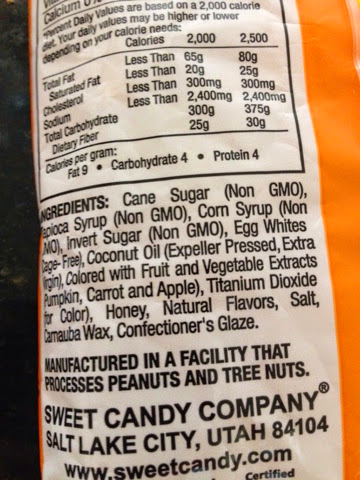 Calcium
*Percent Daily Values are based on a 2,000 calorie
diet. Your daily values may be higher or lower
depending on your calorie needs:
Calories 2,000 2,500
Total Fat Less Than 65g 80g
Saturated Fat Less Than 20g 25g
Cholesterol Less Than 300mg 300mg
Sodium Less Than 2,400mg 2,400mg
Total Carbohydrate 300g 375g
Dietary Fiber 25g 30g
Calories per gram:
Fat 9 • Carbohydrate 4 • Protein 4
INGREDIENTS: Cane Sugar (Non GMO),
Tapioca Syrup (Non GMO), Corn Syrup (Non
GMO), Invert Sugar (Non GMO), Egg Whites
(Cage-Free), Coconut Oil (Expeller Pressed, Extra
Virgin), Colored with Fruit and Vegetable Extracts
(Pumpkin, Carrot and Apple), Titanium Dioxide
(for Color), Honey, Natural Flavors, Salt,
Carnauba Wax, Confectioner's Glaze.
MANUFACTURED IN A FACILITY THAT
PROCESSES PEANUTS AND TREE NUTS.
SWEET CANDY COMPANY®
SALT LAKE CITY, UTAH 84104
www.sweetcandy.com
Certified